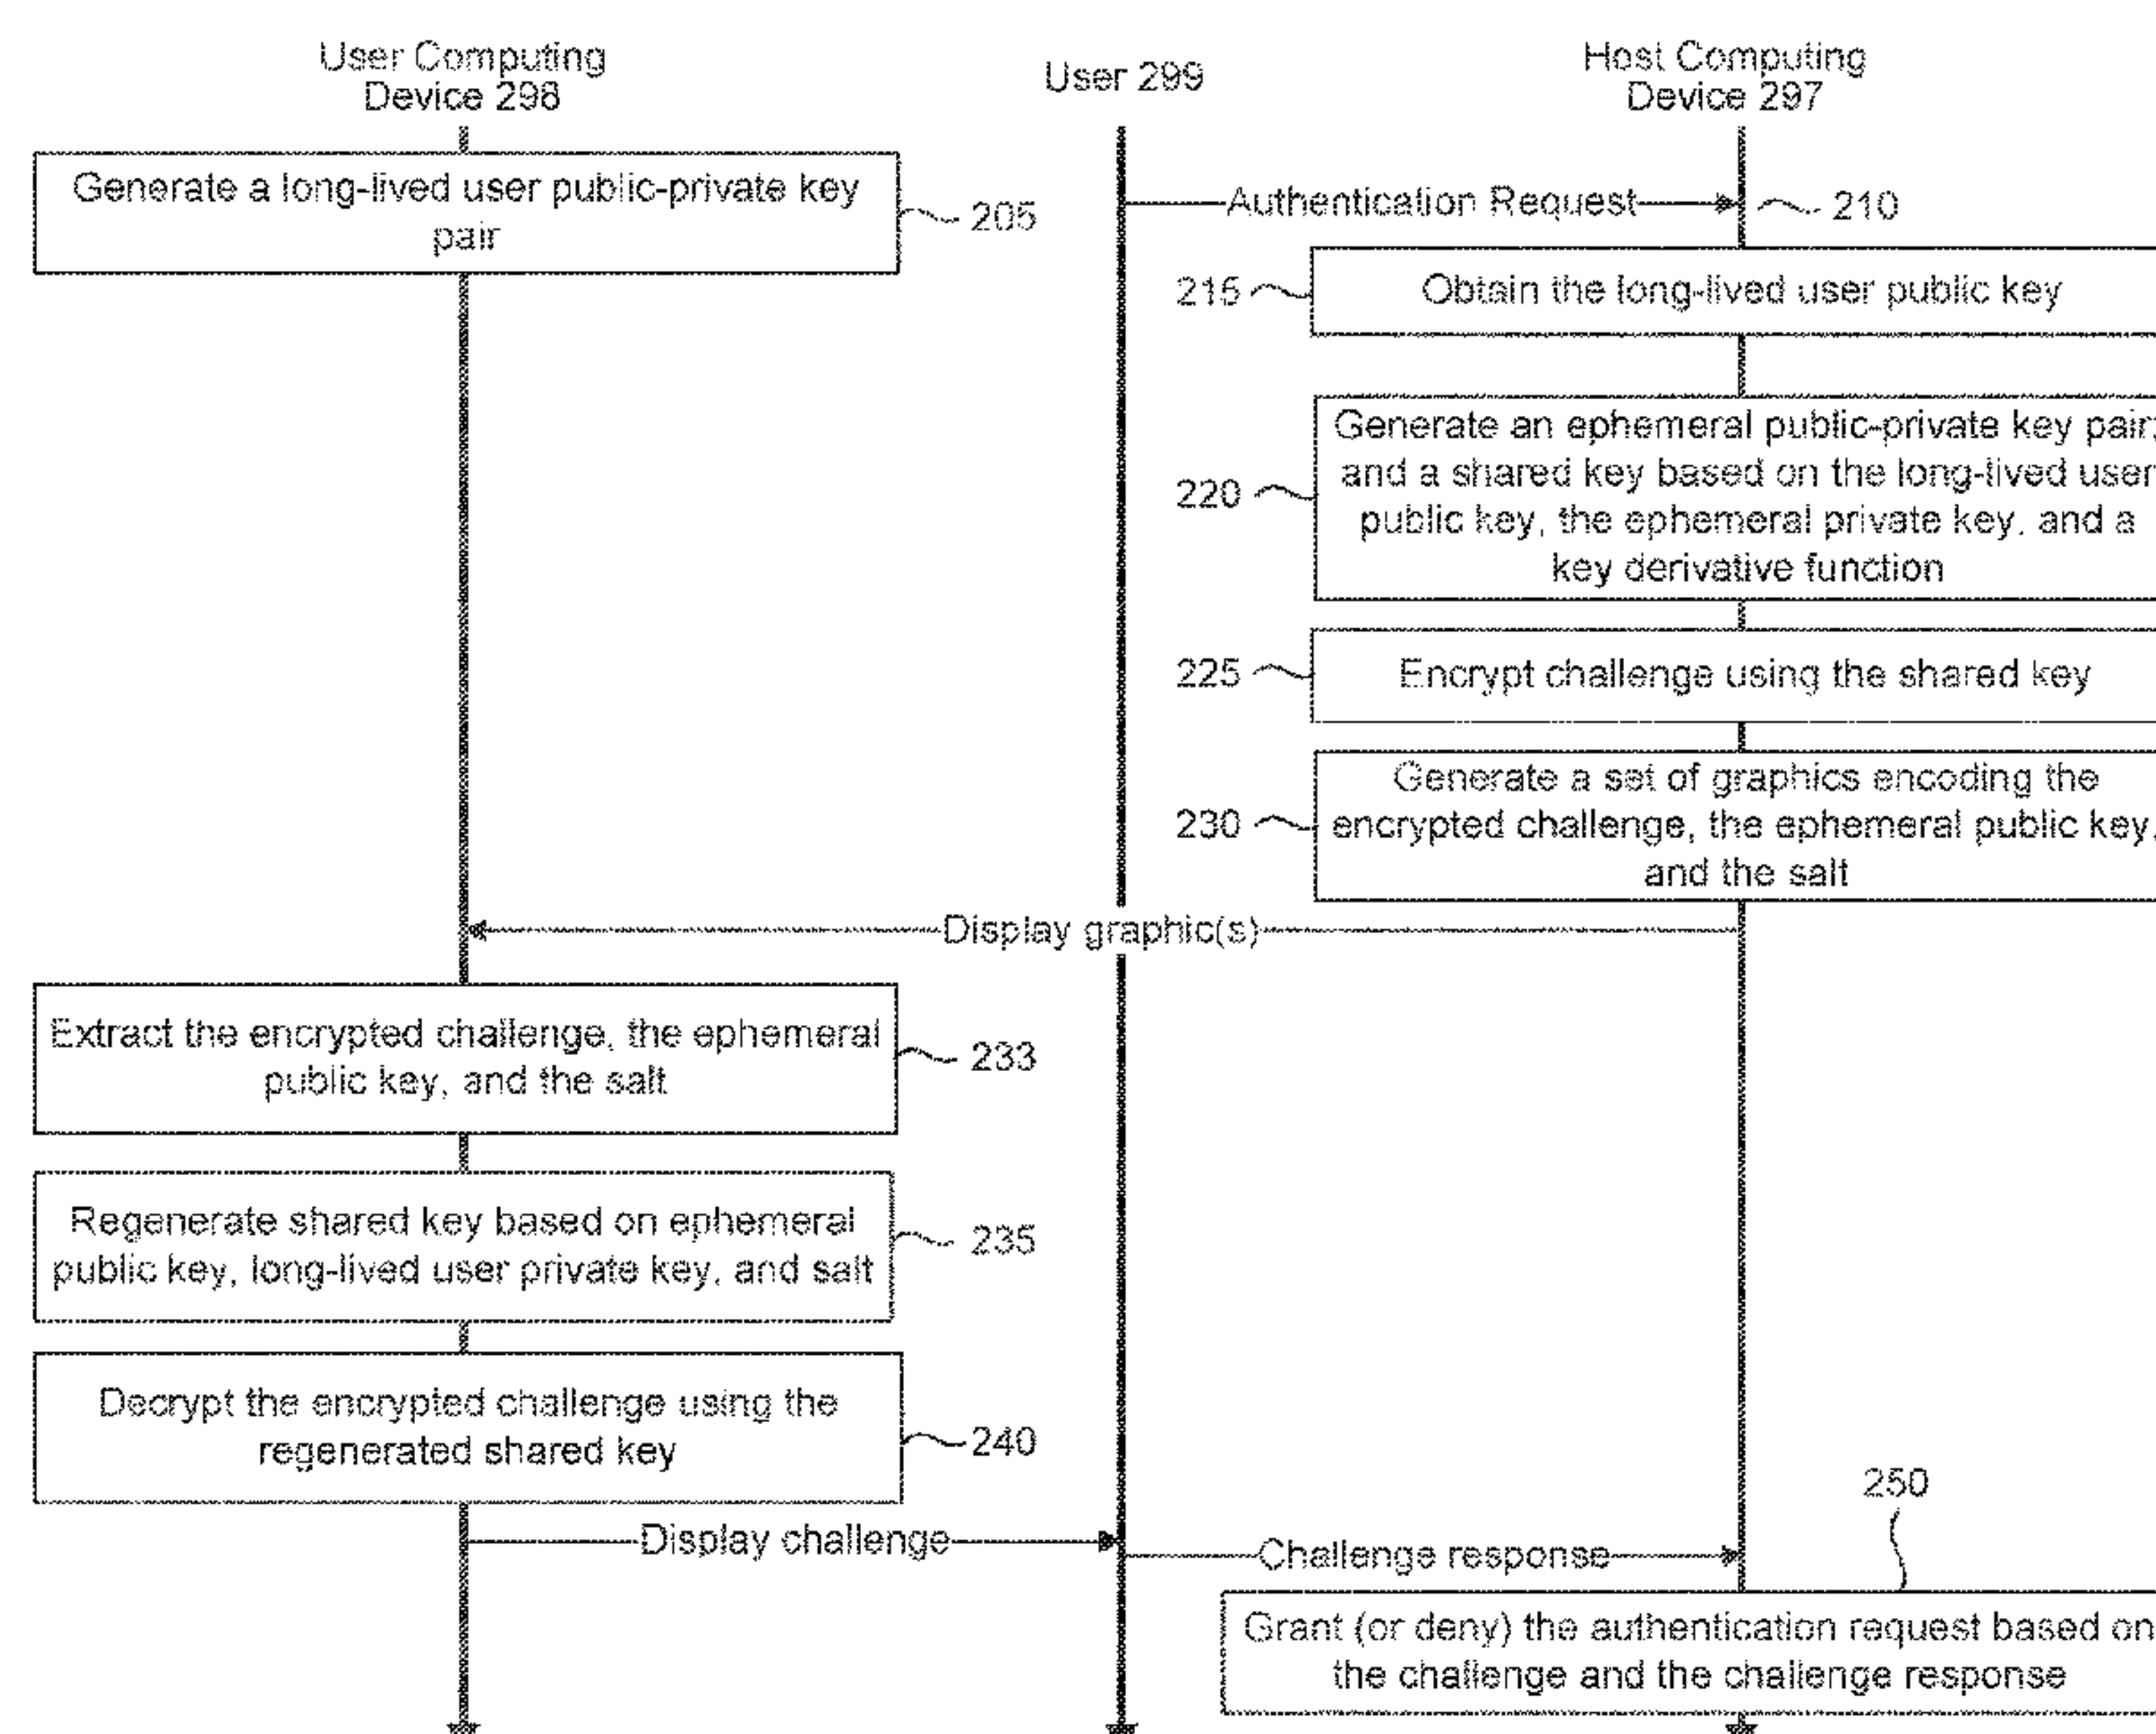 User Computing
Device 298
User 299
Host Computing
Device 297
Generate a long-lived user public-private key
pair
205
Authentication Request
210
215
Obtain the long-lived user public key
220
Generate an ephemeral public-private key pair;
and a shared key based on the long-lived user
public key, the ephemeral private key, and a
key derivative function
225
Encrypt challenge using the shared key
230
Generate a set of graphics encoding the
encrypted challenge, the ephemeral public key,
and the salt
Display graphic(s)
Extract the encrypted challenge, the ephemeral
public key, and the salt
233
Regenerate shared key based on ephemeral
public key, long-lived user private key, and salt
235
Decrypt the encrypted challenge using the
regenerated shared key
240
Display challenge
Challenge response
250
Grant (or deny) the authentication request based on
the challenge and the challenge response